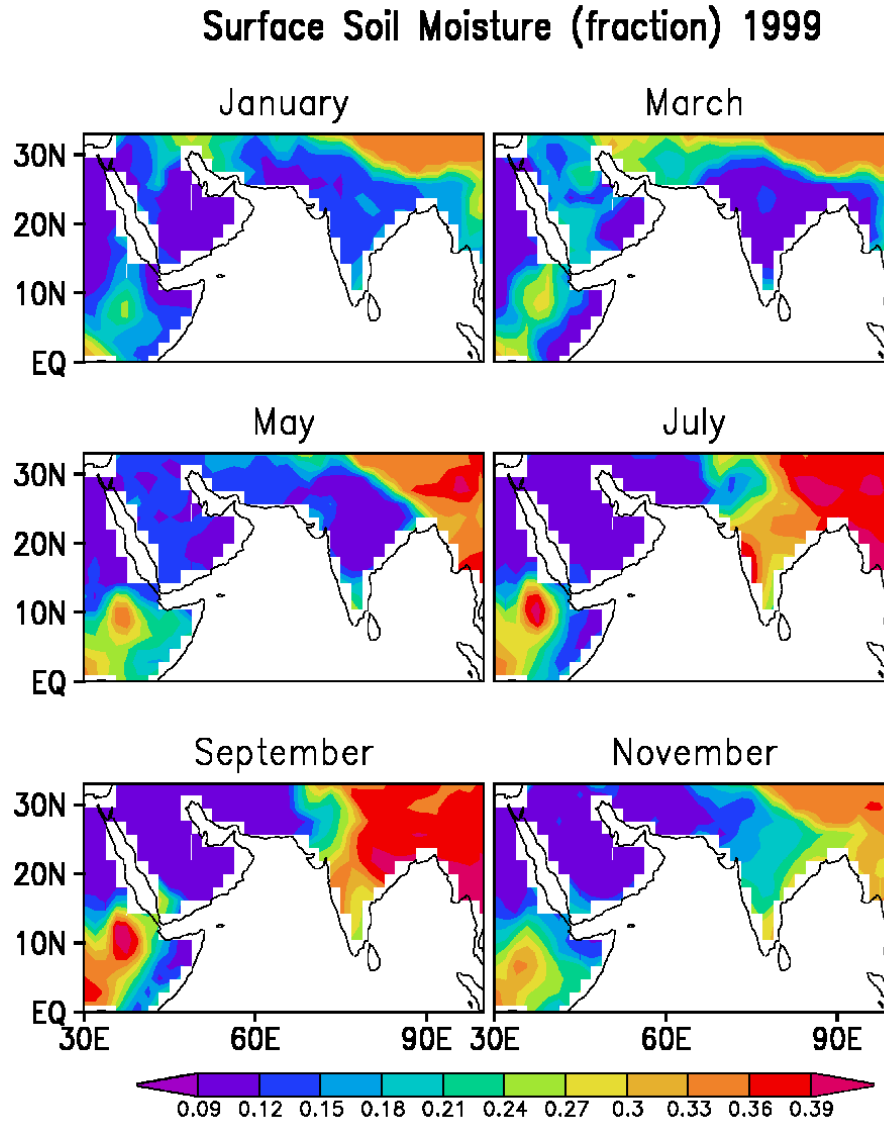 Surface Soil Moisture (fraction) 1999
January
March
30N
20N
10N
EQ
May
July
30N
20N
10N
EQ
September
November
30N
20N
10N
EQ
30E 60E 90E 30E 60E 90E
0.09 0.12 0.15 0.18 0.21 0.24 0.27 0.3 0.33 0.36 0.39